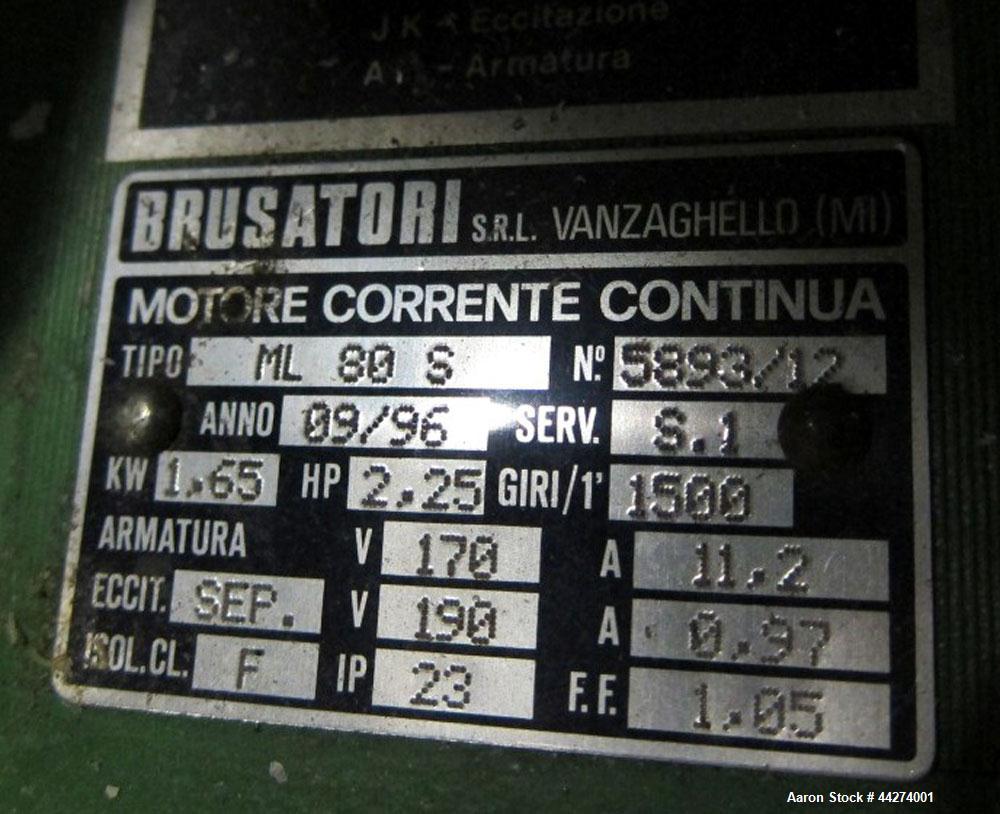 JK - Eccitazione
A - Armatura
BRUSATORI S.R.L. VANZAGHELLO (MI)
MOTORE CORRENTE CONTINUA
TIPO ML 80 S N.º 5893/12
ANNO 09/96 SERV. S.1
KW 1.65 HP 2.25 GIRI/1' 1500
ARMATURA V 170 A 11.2
ECCIT. SEP. V 190 A 0.97
ISOL.CL. F IP 23 F.F. 1.05
Aaron Stock # 44274001